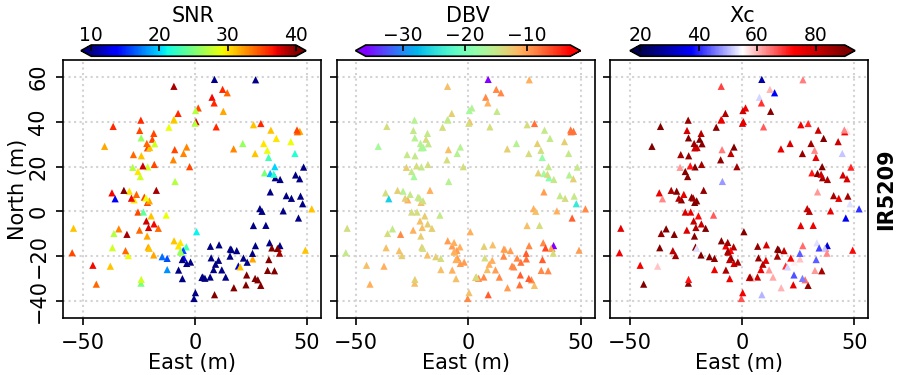 SNR DBV Xc
10 20 30 40 −30 −20 −10 20 40 60 80
60
40
20
0
−20
−40
North (m)
−50 0 50 −50 0 50 −50 0 50
East (m) East (m) East (m)
IR5209